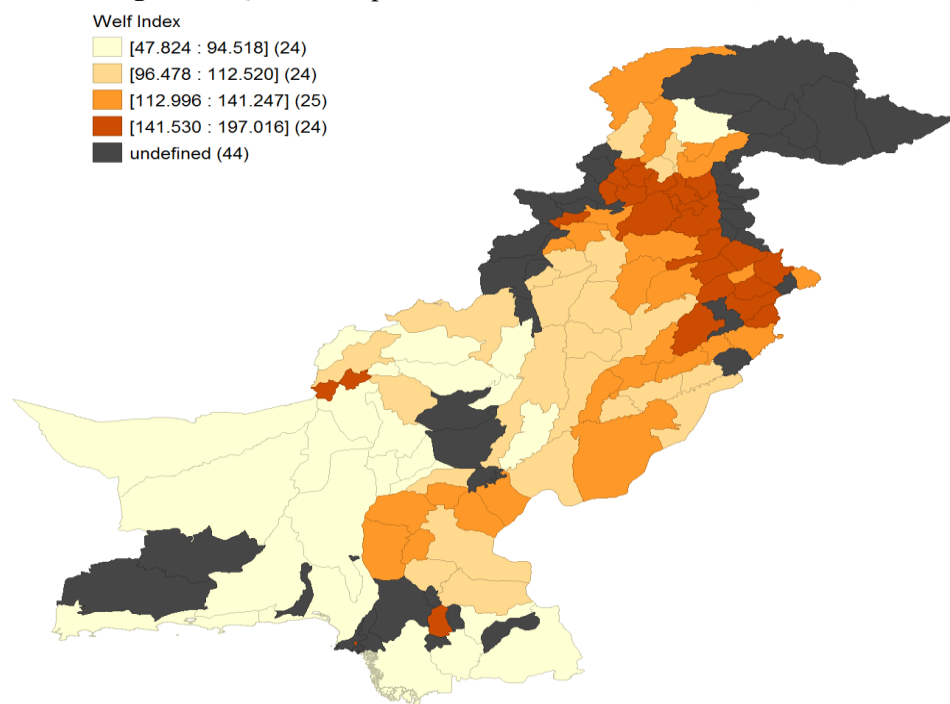 Welf Index
[47.824 : 94.518] (24)
[96.478 : 112.520] (24)
[112.996 : 141.247] (25)
[141.530 : 197.016] (24)
undefined (44)